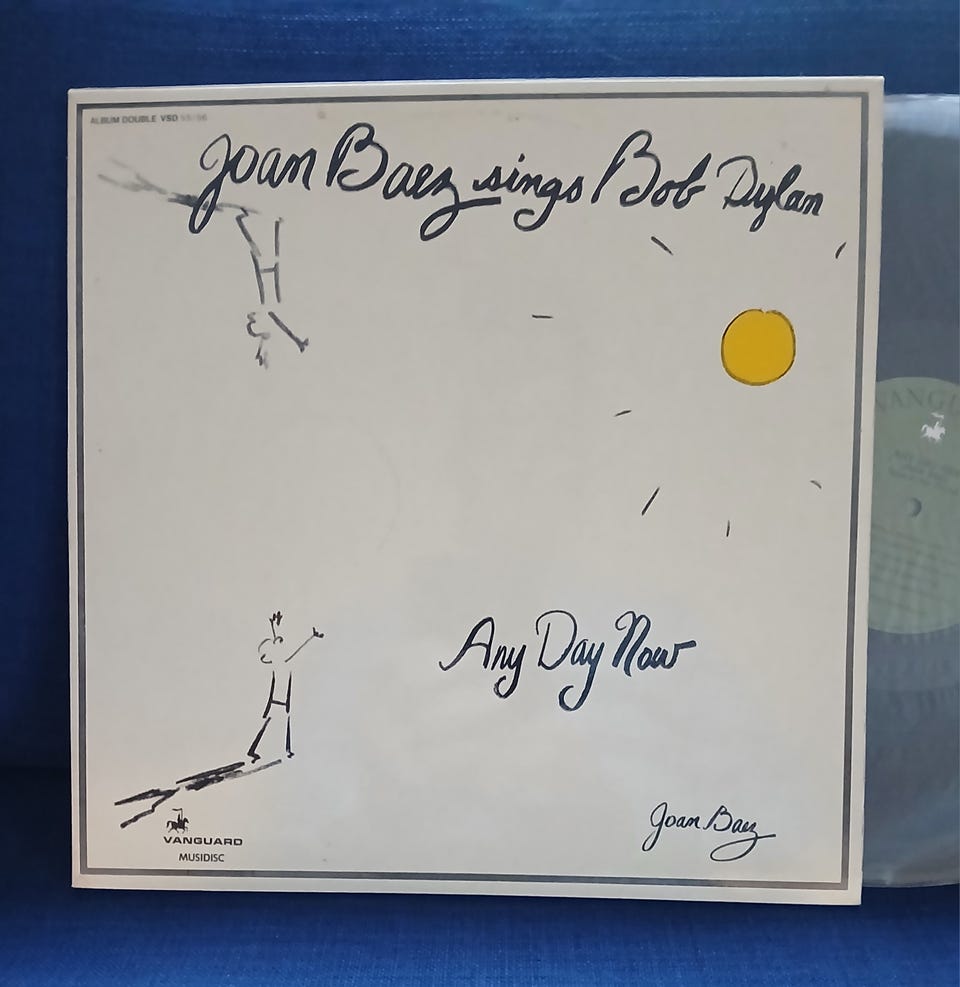 ALBUM DOUBLE VSD
Joan Baez sings Bob Dylan
Any Day Now
Joan Baez
VANGUARD
MUSIDISC